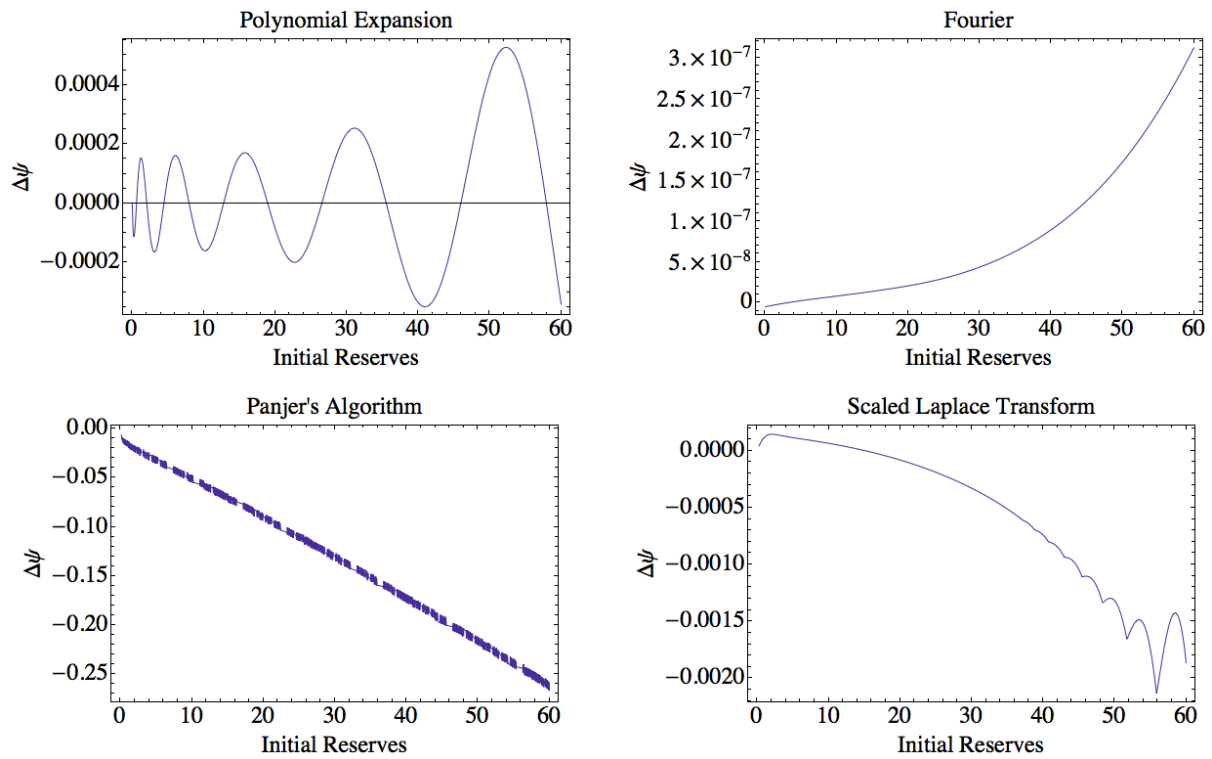 Polynomial Expansion
0.0004
0.0002
0.0000
−0.0002
Δψ
0 10 20 30 40 50 60
Initial Reserves
Fourier
3. × 10⁻⁷
2.5 × 10⁻⁷
2. × 10⁻⁷
1.5 × 10⁻⁷
1. × 10⁻⁷
5. × 10⁻⁸
0
Δψ
0 10 20 30 40 50 60
Initial Reserves
Panjer's Algorithm
0.00
−0.05
−0.10
−0.15
−0.20
−0.25
Δψ
0 10 20 30 40 50 60
Initial Reserves
Scaled Laplace Transform
0.0000
−0.0005
−0.0010
−0.0015
−0.0020
Δψ
0 10 20 30 40 50 60
Initial Reserves